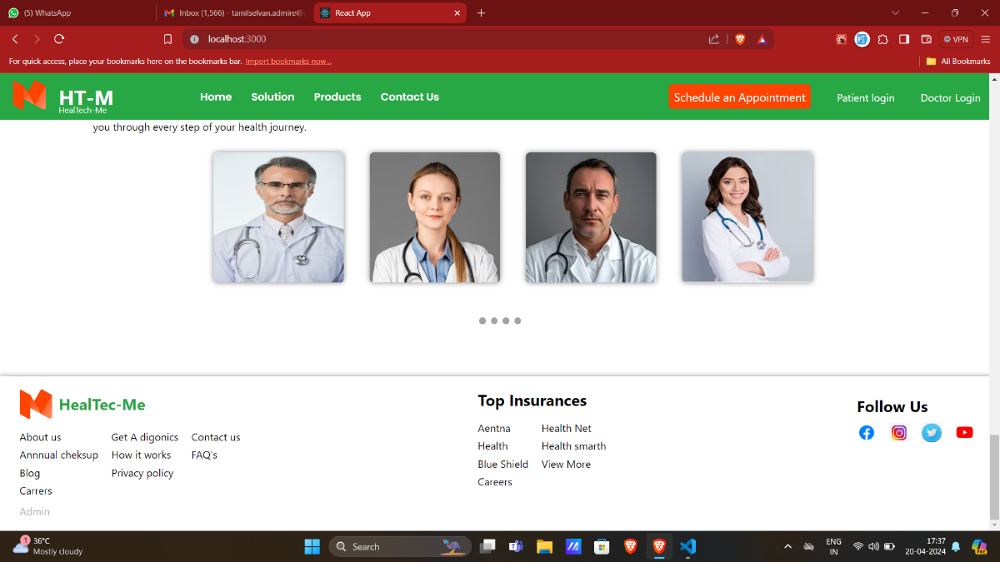 (5) WhatsApp
Inbox (1,566) - tamilselvan.admire@
React App
localhost:3000
VPN
For quick access, place your bookmarks here on the bookmarks bar. Import bookmarks now...
All Bookmarks
HT-M
HealTech-Me
Home Solution Products Contact Us
Schedule an Appointment
Patient login
Doctor Login
you through every step of your health journey.
HealTec-Me
About us Get A digonics Contact us
Annnual cheksup How it works FAQ's
Blog Privacy policy
Carrers
Admin
Top Insurances
Aentna Health Net
Health Health smarth
Blue Shield View More
Careers
Follow Us
1
36°C
Mostly cloudy
Search
ENG
IN
17:37
20-04-2024
PRE